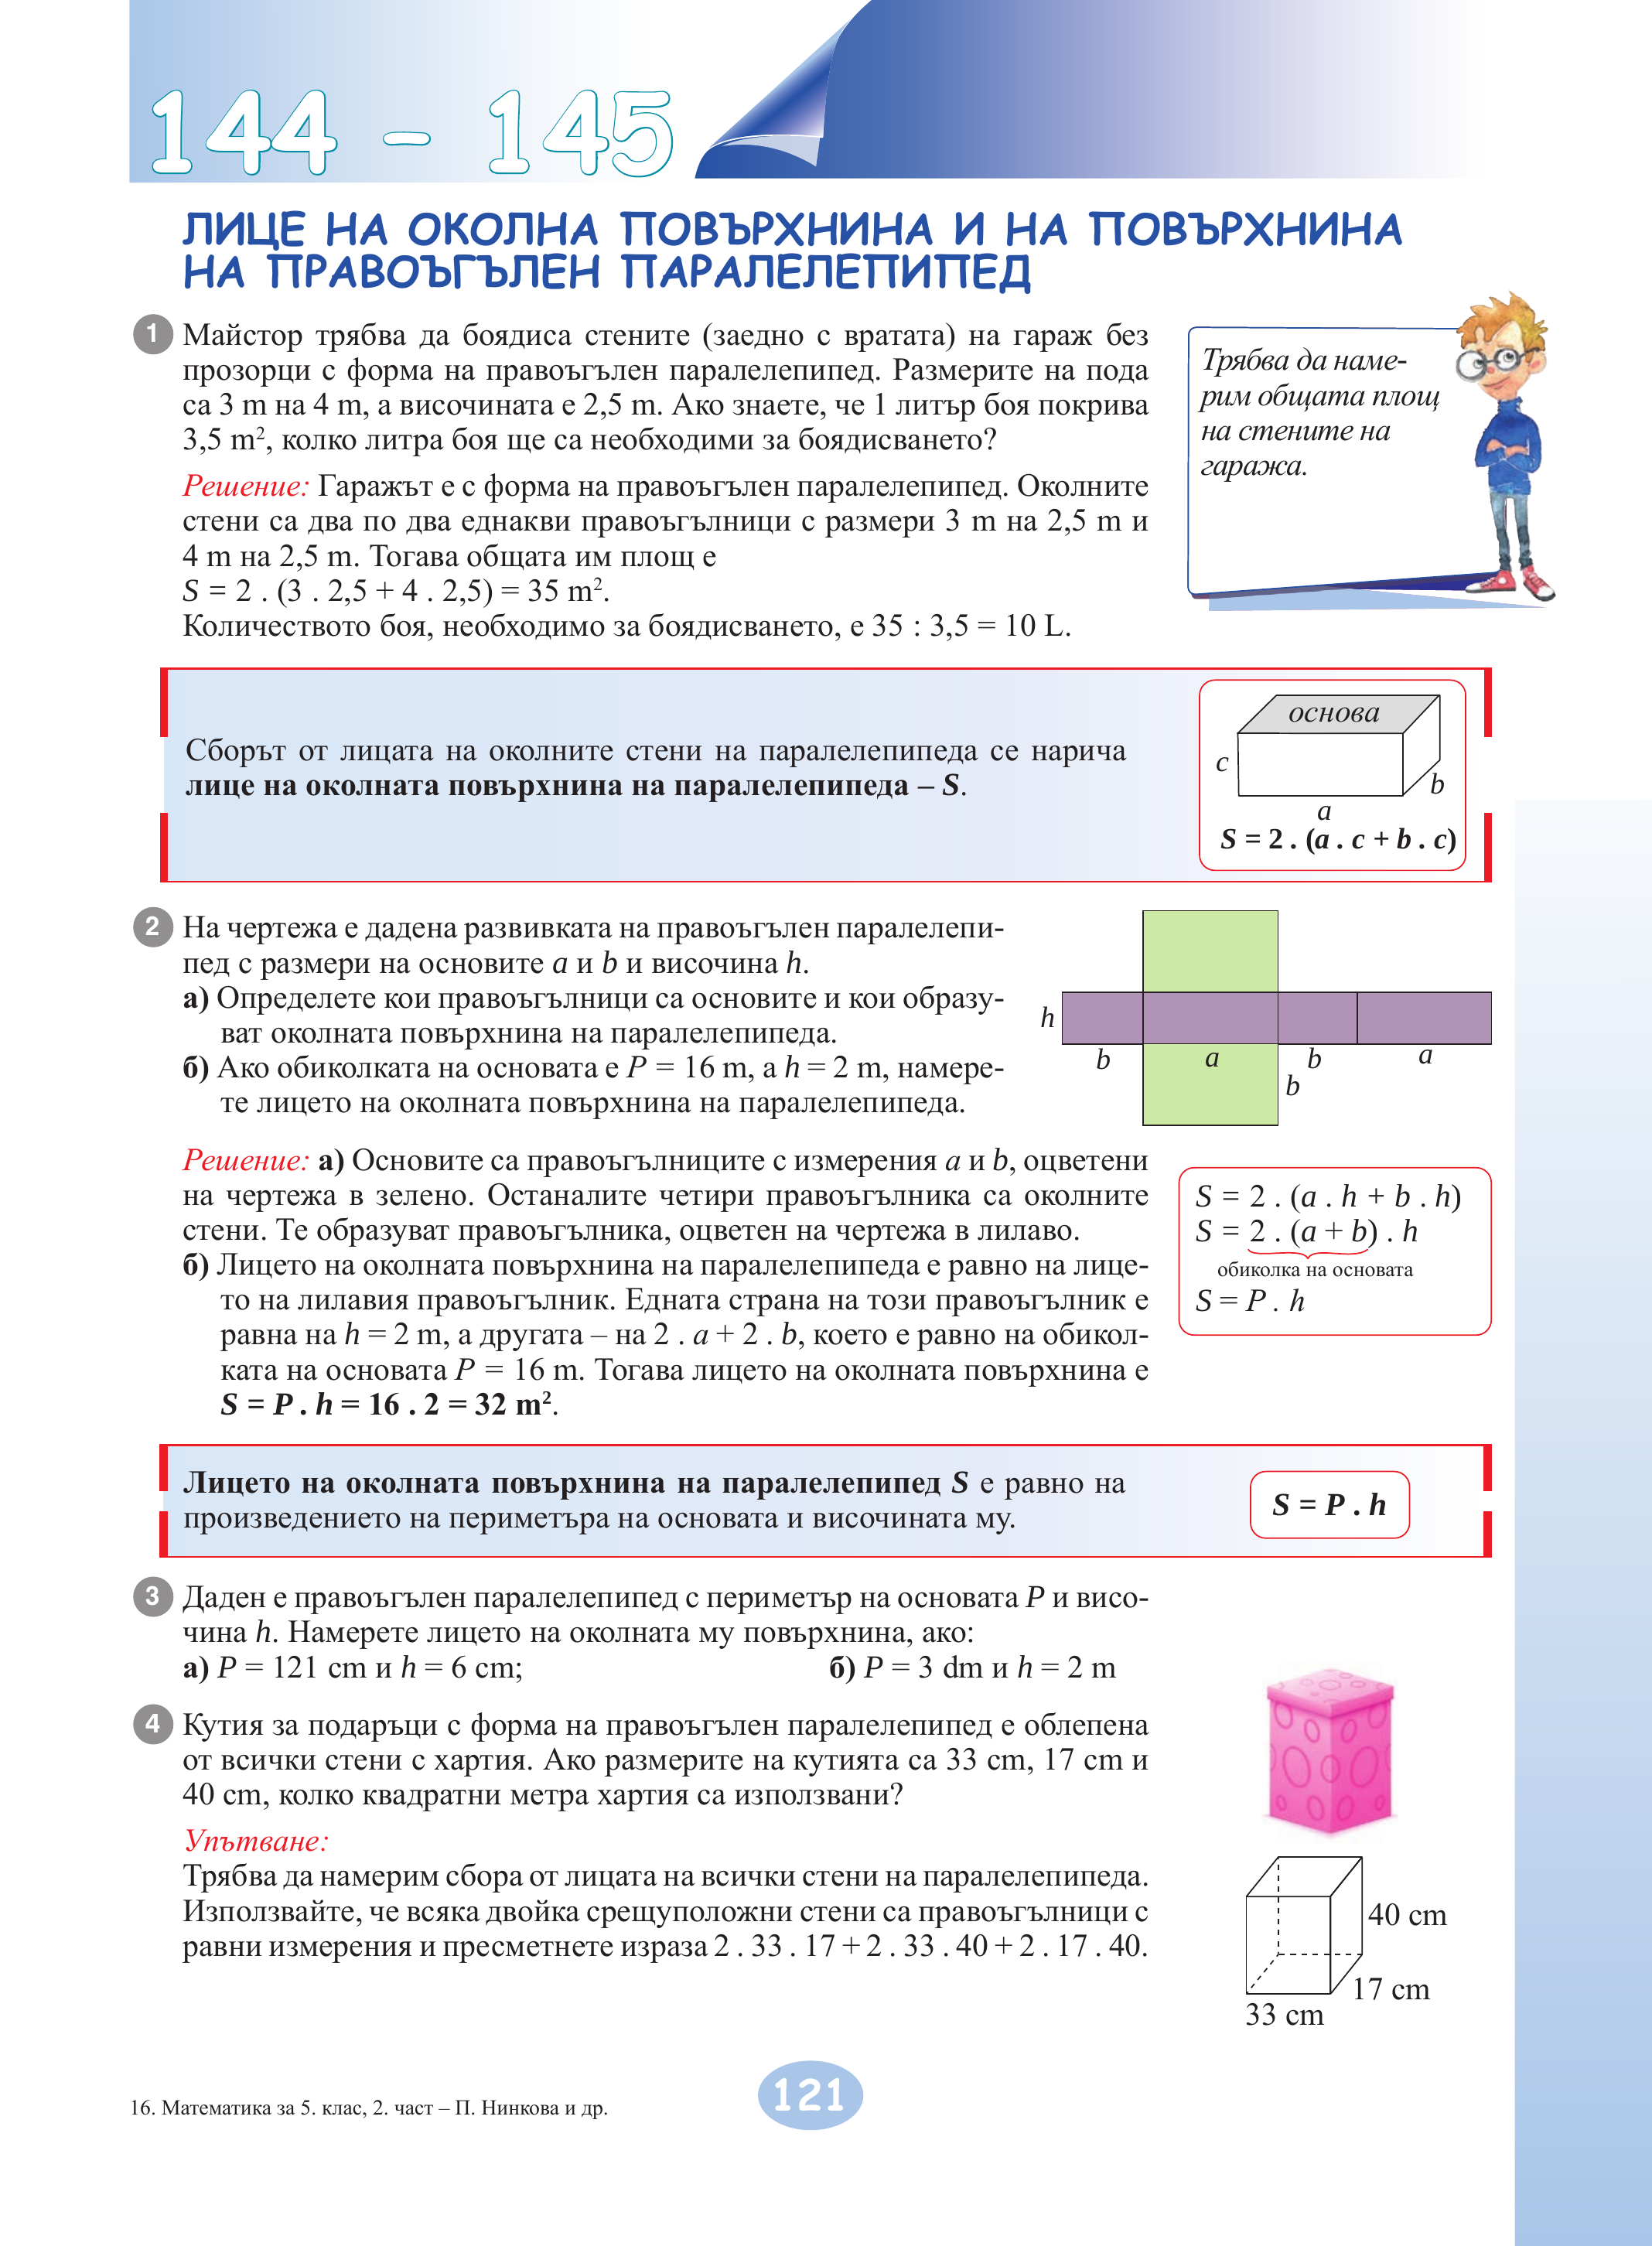 144 – 145
ЛИЦЕ НА ОКОЛНА ПОВЪРХНИНА И НА ПОВЪРХНИНА
НА ПРАВОЪГЪЛЕН ПАРАЛЕЛЕПИПЕД
1 Майстор трябва да боядиса стените (заедно с вратата) на гараж без
прозорци с форма на правоъгълен паралелепипед. Размерите на пода
са 3 m на 4 m, а височината е 2,5 m. Ако знаете, че 1 литър боя покрива
3,5 m², колко литра боя ще са необходими за боядисването?
Трябва да наме-
рим общата площ
на стените на
гаража.
Решение: Гаражът е с форма на правоъгълен паралелепипед. Околните
стени са два по два еднакви правоъгълници с размери 3 m на 2,5 m и
4 m на 2,5 m. Тогава общата им площ е
S = 2 . (3 . 2,5 + 4 . 2,5) = 35 m².
Количеството боя, необходимо за боядисването, е 35 : 3,5 = 10 L.
Сборът от лицата на околните стени на паралелепипеда се нарича
лице на околната повърхнина на паралелепипеда – S.
основа
c
b
a
S = 2 . (a . c + b . c)
2 На чертежа е дадена развивката на правоъгълен паралелепи-
пед с размери на основите a и b и височина h.
а) Определете кои правоъгълници са основите и кои образу-
ват околната повърхнина на паралелепипеда.
б) Ако обиколката на основата е P = 16 m, а h = 2 m, намере-
те лицето на околната повърхнина на паралелепипеда.
h
b a b a
b
Решение: а) Основите са правоъгълниците с измерения a и b, оцветени
на чертежа в зелено. Останалите четири правоъгълника са околните
стени. Те образуват правоъгълника, оцветен на чертежа в лилаво.
б) Лицето на околната повърхнина на паралелепипеда е равно на лице-
то на лилавия правоъгълник. Едната страна на този правоъгълник е
равна на h = 2 m, а другата – на 2 . a + 2 . b, което е равно на обикол-
ката на основата P = 16 m. Тогава лицето на околната повърхнина е
S = P . h = 16 . 2 = 32 m².
S = 2 . (a . h + b . h)
S = 2 . (a + b) . h
обиколка на основата
S = P . h
Лицето на околната повърхнина на паралелепипед S е равно на
произведението на периметъра на основата и височината му.
S = P . h
3 Даден е правоъгълен паралелепипед с периметър на основата P и висо-
чина h. Намерете лицето на околната му повърхнина, ако:
а) P = 121 cm и h = 6 cm; б) P = 3 dm и h = 2 m
4 Кутия за подаръци с форма на правоъгълен паралелепипед е облепена
от всички стени с хартия. Ако размерите на кутията са 33 cm, 17 cm и
40 cm, колко квадратни метра хартия са използвани?
Упътване:
Трябва да намерим сбора от лицата на всички стени на паралелепипеда.
Използвайте, че всяка двойка срещуположни стени са правоъгълници с
равни измерения и пресметнете израза 2 . 33 . 17 + 2 . 33 . 40 + 2 . 17 . 40.
40 cm
17 cm
33 cm
121
16. Математика за 5. клас, 2. част – П. Нинкова и др.